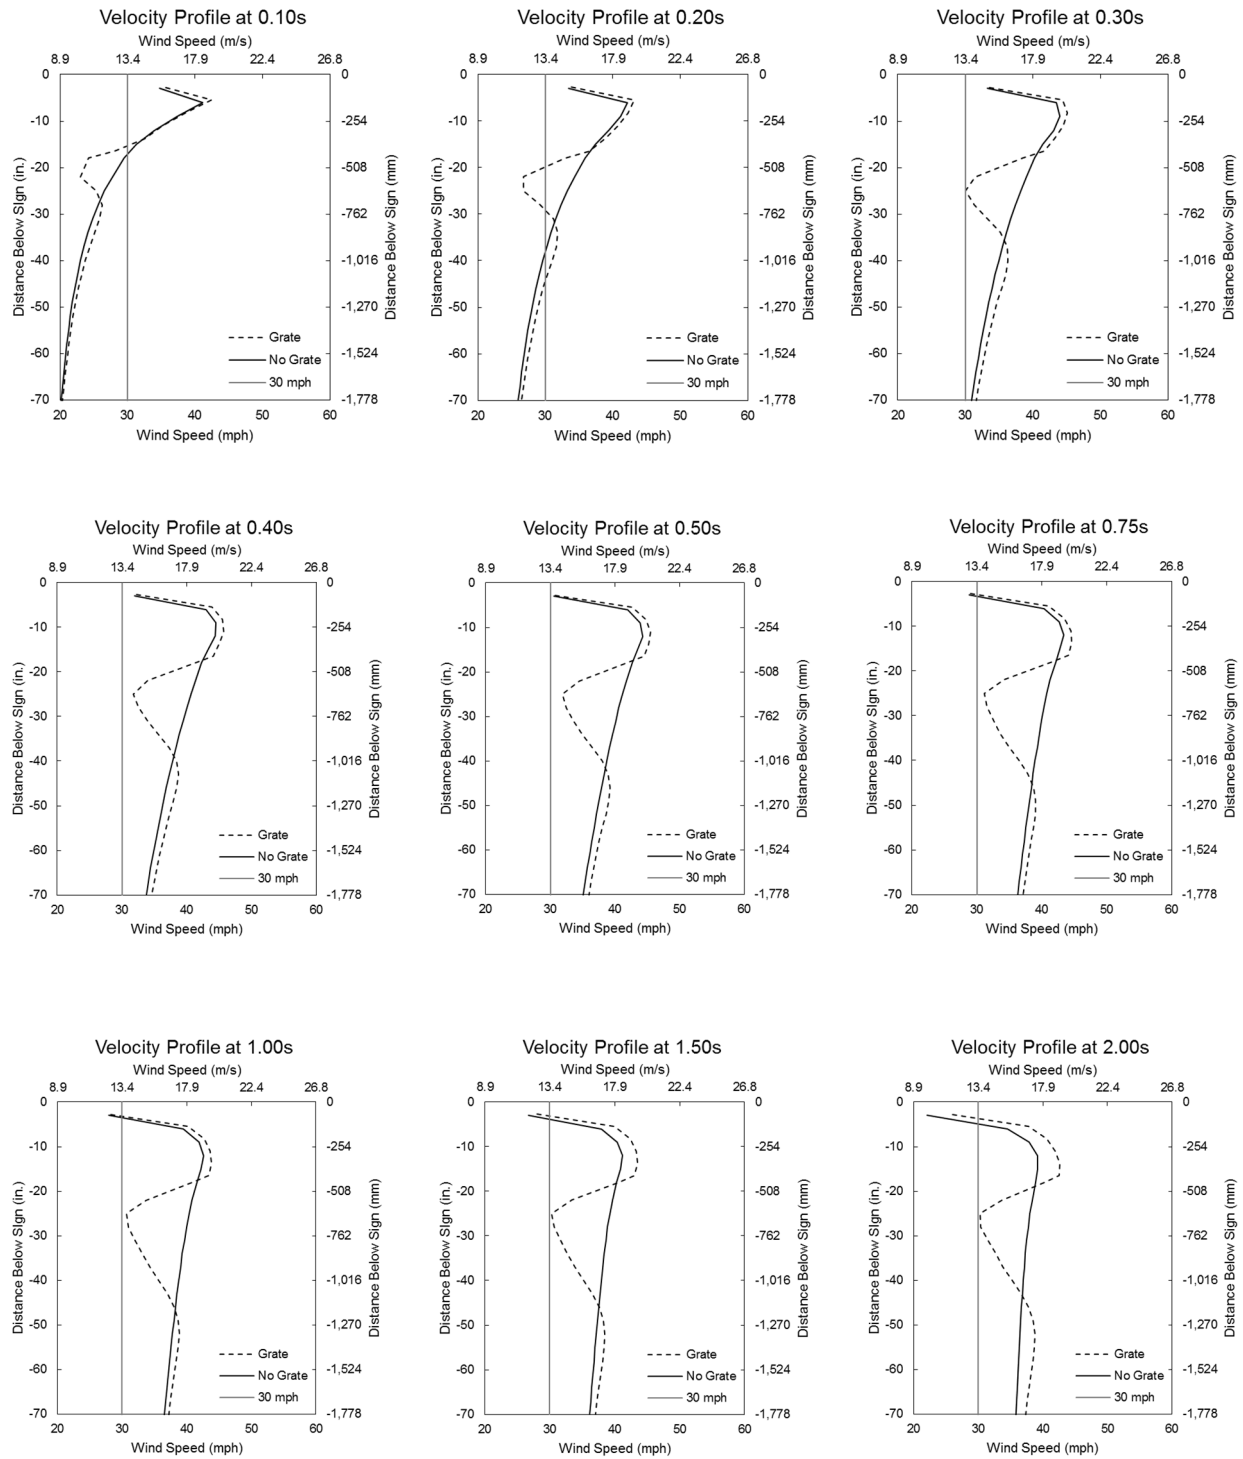 Velocity Profile at 0.10s
Wind Speed (m/s)
8.9 13.4 17.9 22.4 26.8
0 0
-10 -254
-20 -508
-30 -762
-40 -1,016
-50 -1,270
-60 -1,524
-70 -1,778
20 30 40 50 60
Wind Speed (mph)
Distance Below SIgn (in.)
Distance Below Sign (mm)
Grate
No Grate
30 mph
Velocity Profile at 0.20s
Wind Speed (m/s)
8.9 13.4 17.9 22.4 26.8
0 0
-10 -254
-20 -508
-30 -762
-40 -1,016
-50 -1,270
-60 -1,524
-70 -1,778
20 30 40 50 60
Wind Speed (mph)
Distance Below SIgn (in.)
Distance Below Sign (mm)
Grate
No Grate
30 mph
Velocity Profile at 0.30s
Wind Speed (m/s)
8.9 13.4 17.9 22.4 26.8
0 0
-10 -254
-20 -508
-30 -762
-40 -1,016
-50 -1,270
-60 -1,524
-70 -1,778
20 30 40 50 60
Wind Speed (mph)
Distance Below SIgn (in.)
Distance Below Sign (mm)
Grate
No Grate
30 mph
Velocity Profile at 0.40s
Wind Speed (m/s)
8.9 13.4 17.9 22.4 26.8
0 0
-10 -254
-20 -508
-30 -762
-40 -1,016
-50 -1,270
-60 -1,524
-70 -1,778
20 30 40 50 60
Wind Speed (mph)
Distance Below SIgn (in.)
Distance Below Sign (mm)
Grate
No Grate
30 mph
Velocity Profile at 0.50s
Wind Speed (m/s)
8.9 13.4 17.9 22.4 26.8
0 0
-10 -254
-20 -508
-30 -762
-40 -1,016
-50 -1,270
-60 -1,524
-70 -1,778
20 30 40 50 60
Wind Speed (mph)
Distance Below SIgn (in.)
Distance Below Sign (mm)
Grate
No Grate
30 mph
Velocity Profile at 0.75s
Wind Speed (m/s)
8.9 13.4 17.9 22.4 26.8
0 0
-10 -254
-20 -508
-30 -762
-40 -1,016
-50 -1,270
-60 -1,524
-70 -1,778
20 30 40 50 60
Wind Speed (mph)
Distance Below SIgn (in.)
Distance Below Sign (mm)
Grate
No Grate
30 mph
Velocity Profile at 1.00s
Wind Speed (m/s)
8.9 13.4 17.9 22.4 26.8
0 0
-10 -254
-20 -508
-30 -762
-40 -1,016
-50 -1,270
-60 -1,524
-70 -1,778
20 30 40 50 60
Wind Speed (mph)
Distance Below SIgn (in.)
Distance Below Sign (mm)
Grate
No Grate
30 mph
Velocity Profile at 1.50s
Wind Speed (m/s)
8.9 13.4 17.9 22.4 26.8
0 0
-10 -254
-20 -508
-30 -762
-40 -1,016
-50 -1,270
-60 -1,524
-70 -1,778
20 30 40 50 60
Wind Speed (mph)
Distance Below SIgn (in.)
Distance Below Sign (mm)
Grate
No Grate
30 mph
Velocity Profile at 2.00s
Wind Speed (m/s)
8.9 13.4 17.9 22.4 26.8
0 0
-10 -254
-20 -508
-30 -762
-40 -1,016
-50 -1,270
-60 -1,524
-70 -1,778
20 30 40 50 60
Wind Speed (mph)
Distance Below SIgn (in.)
Distance Below Sign (mm)
Grate
No Grate
30 mph